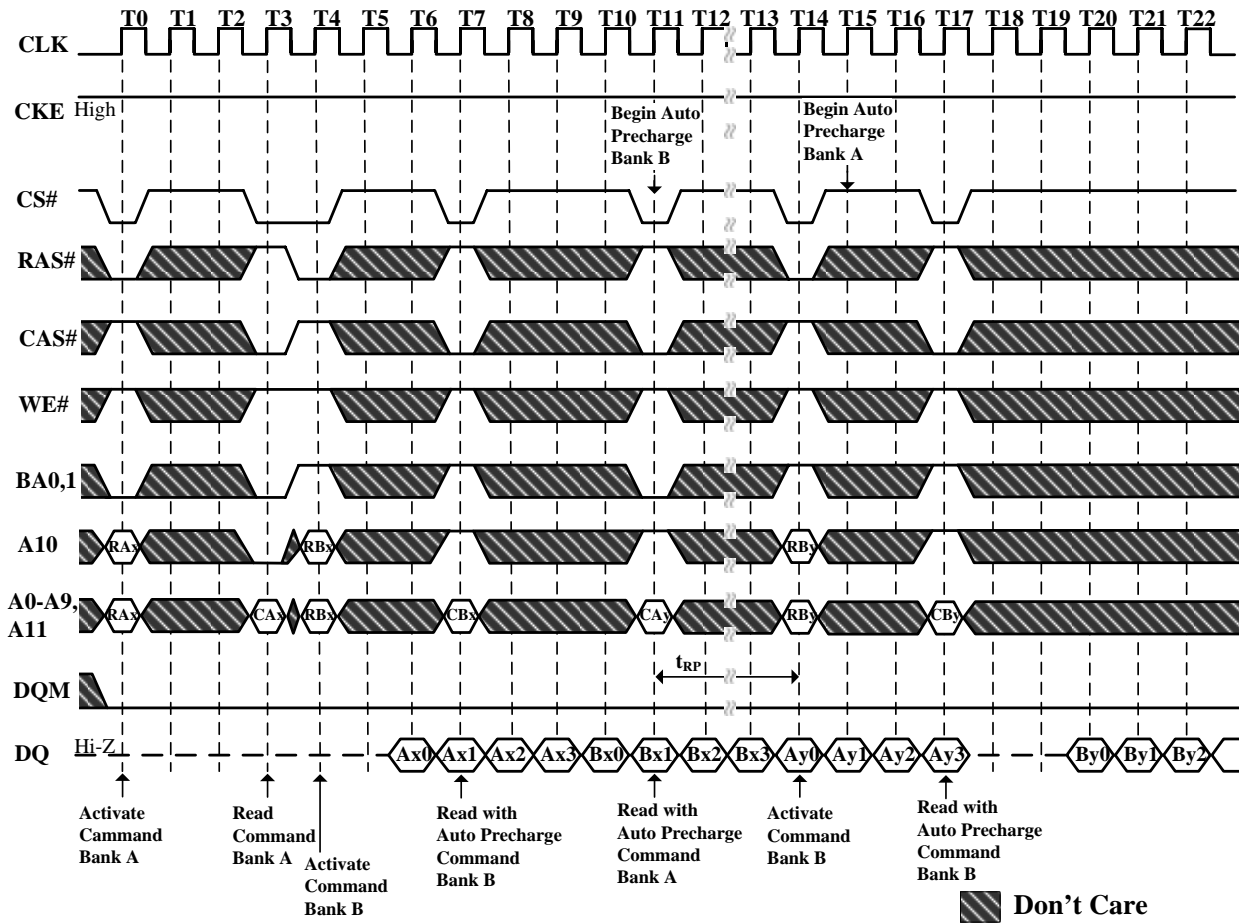 T0 T1 T2 T3 T4 T5 T6 T7 T8 T9 T10 T11 T12 T13 T14 T15 T16 T17 T18 T19 T20 T21 T22
CLK
CKE High
Begin Auto
Precharge
Bank B
Begin Auto
Precharge
Bank A
CS#
RAS#
CAS#
WE#
BA0,1
A10
RAx RBx RBy
A0-A9,
A11
RAx CAx RBx CBx CAy RBy CBy
tRP
DQM
DQ Hi-Z
Ax0 Ax1 Ax2 Ax3 Bx0 Bx1 Bx2 Bx3 Ay0 Ay1 Ay2 Ay3 By0 By1 By2
Activate
Cammand
Bank A
Read
Command
Bank A
Activate
Command
Bank B
Read with
Auto Precharge
Command
Bank B
Read with
Auto Precharge
Command
Bank A
Activate
Command
Bank B
Read with
Auto Precharge
Command
Bank B
Don't Care